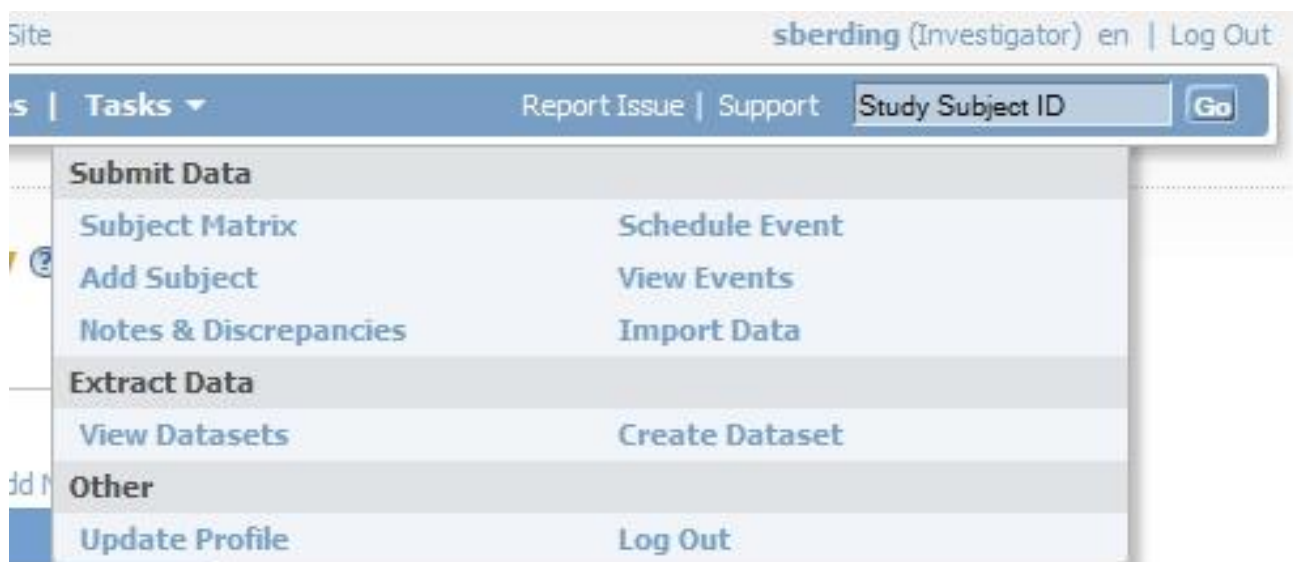 Site sberding (Investigator) en | Log Out
s | Tasks Report Issue | Support Study Subject ID Go
Submit Data
Subject Matrix Schedule Event
Add Subject View Events
Notes & Discrepancies Import Data
Extract Data
View Datasets Create Dataset
Other
Update Profile Log Out